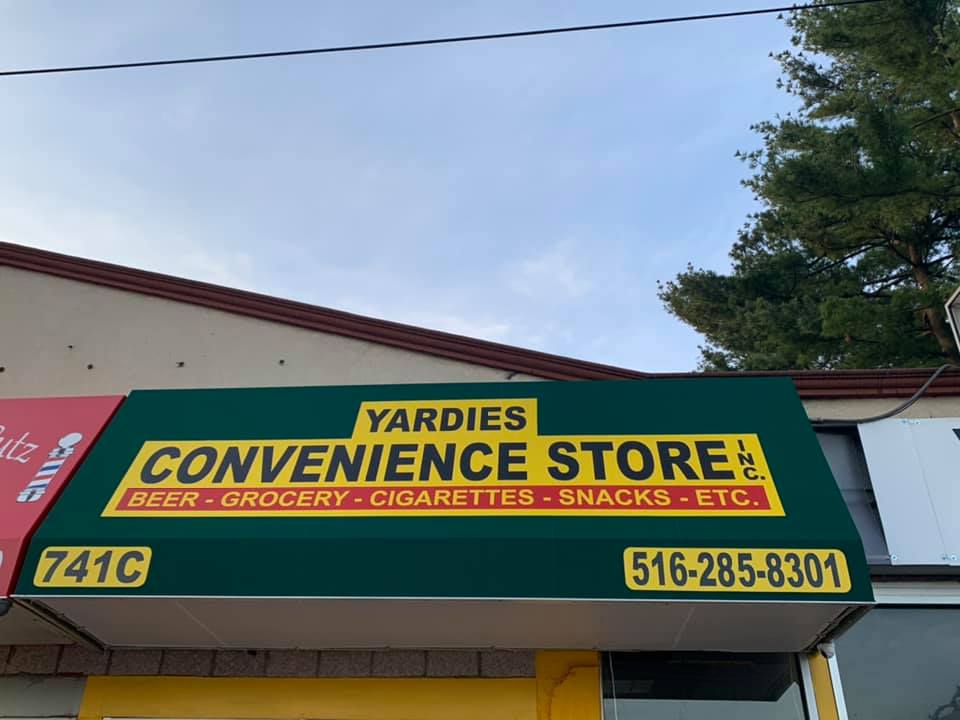 YARDIES
CONVENIENCE STORE INC.
BEER - GROCERY - CIGARETTES - SNACKS - ETC.
741C
516-285-8301